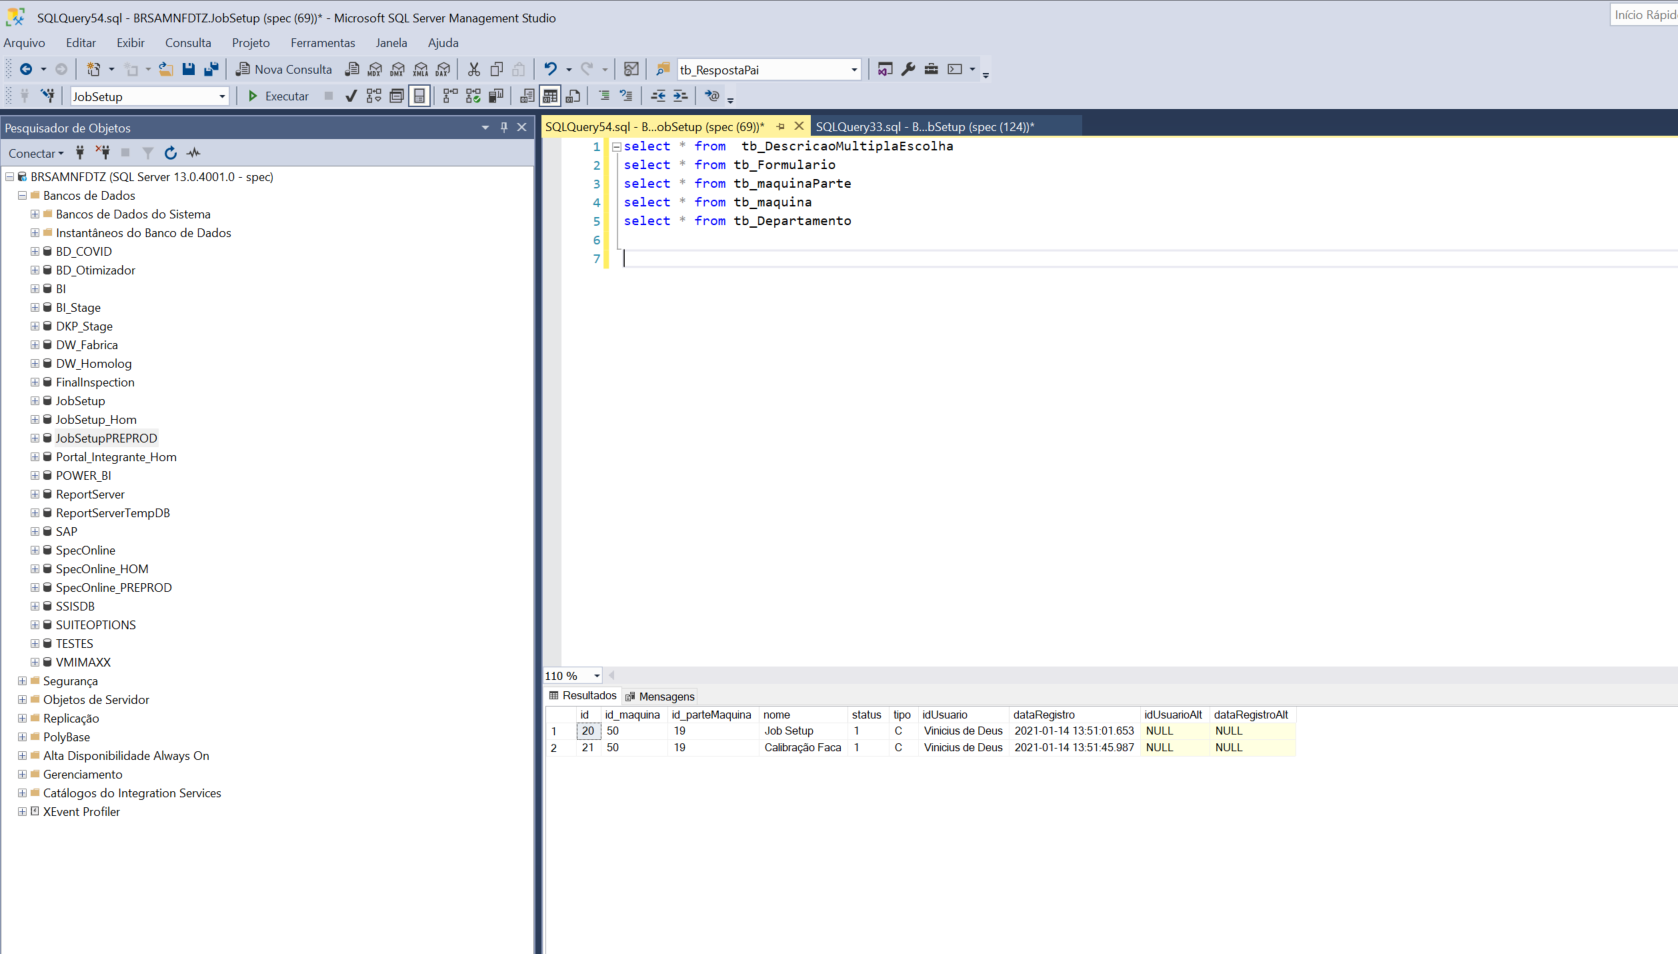 SQLQuery54.sql - BRSAMNFDTZ.JobSetup (spec (69))* - Microsoft SQL Server Management Studio
Início Rápid
Arquivo Editar Exibir Consulta Projeto Ferramentas Janela Ajuda
Nova Consulta MDX DMX XMLA DAX tb_RespostaPai
JobSetup Executar
Pesquisador de Objetos
SQLQuery54.sql - B...obSetup (spec (69))* SQLQuery33.sql - B...bSetup (spec (124))*
Conectar
BRSAMNFDTZ (SQL Server 13.0.4001.0 - spec)
Bancos de Dados
Bancos de Dados do Sistema
Instantâneos do Banco de Dados
BD_COVID
BD_Otimizador
BI
BI_Stage
DKP_Stage
DW_Fabrica
DW_Homolog
FinalInspection
JobSetup
JobSetup_Hom
JobSetupPREPROD
Portal_Integrante_Hom
POWER_BI
ReportServer
ReportServerTempDB
SAP
SpecOnline
SpecOnline_HOM
SpecOnline_PREPROD
SSISDB
SUITEOPTIONS
TESTES
VMIMAXX
Segurança
Objetos de Servidor
Replicação
PolyBase
Alta Disponibilidade Always On
Gerenciamento
Catálogos do Integration Services
XEvent Profiler
1 select * from  tb_DescricaoMultiplaEscolha
2 select * from tb_Formulario
3 select * from tb_maquinaParte
4 select * from tb_maquina
5 select * from tb_Departamento
6
7
110 %
Resultados Mensagens
id id_maquina id_parteMaquina nome status tipo idUsuario dataRegistro idUsuarioAlt dataRegistroAlt
1 20 50 19 Job Setup 1 C Vinicius de Deus 2021-01-14 13:51:01.653 NULL NULL
2 21 50 19 Calibração Faca 1 C Vinicius de Deus 2021-01-14 13:51:45.987 NULL NULL